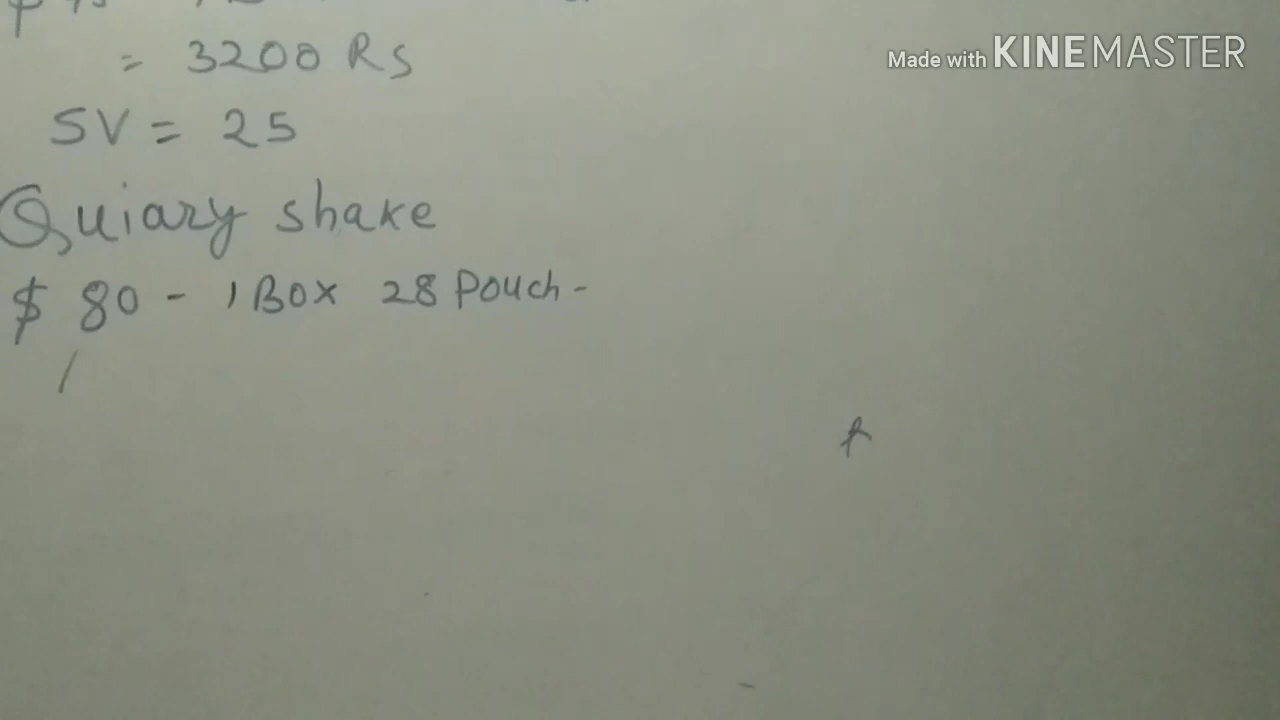 = 3200 Rs
SV = 25
Quiary shake
$ 80 - 1 Box 28 Pouch -
Made with KINEMASTER